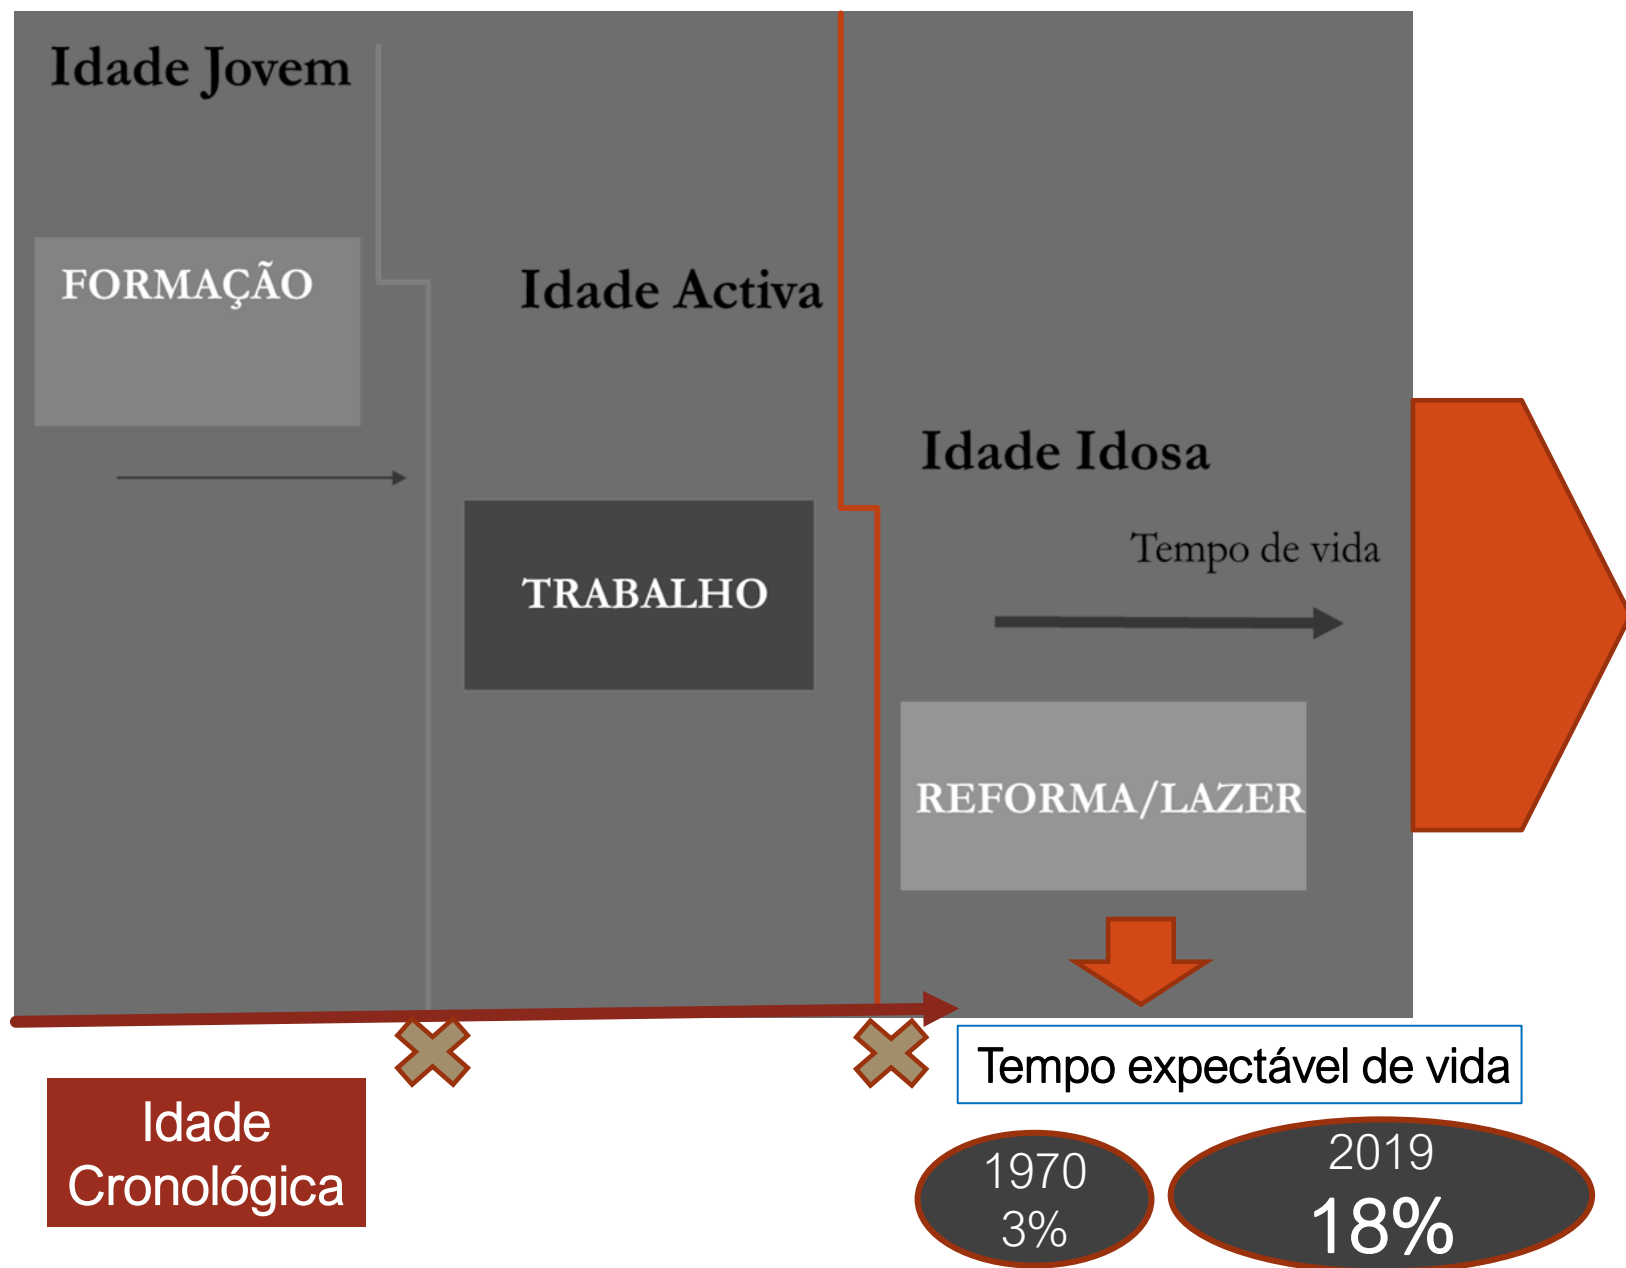 Idade Jovem
FORMAÇÃO
Idade Activa
TRABALHO
Idade Idosa
Tempo de vida
REFORMA/LAZER
Tempo expectável de vida
Idade
Cronológica
1970
3%
2019
18%